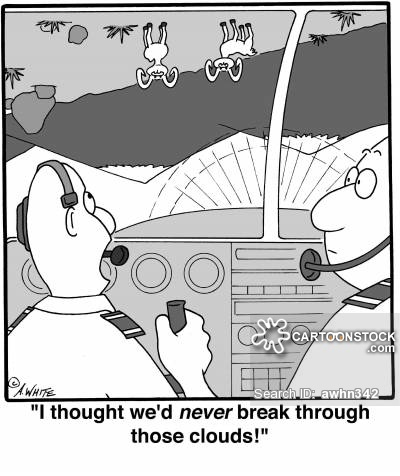 CARTOONSTOCK
.com
Search ID: awhn342
© A.WHITE
"I thought we'd never break through
those clouds!"